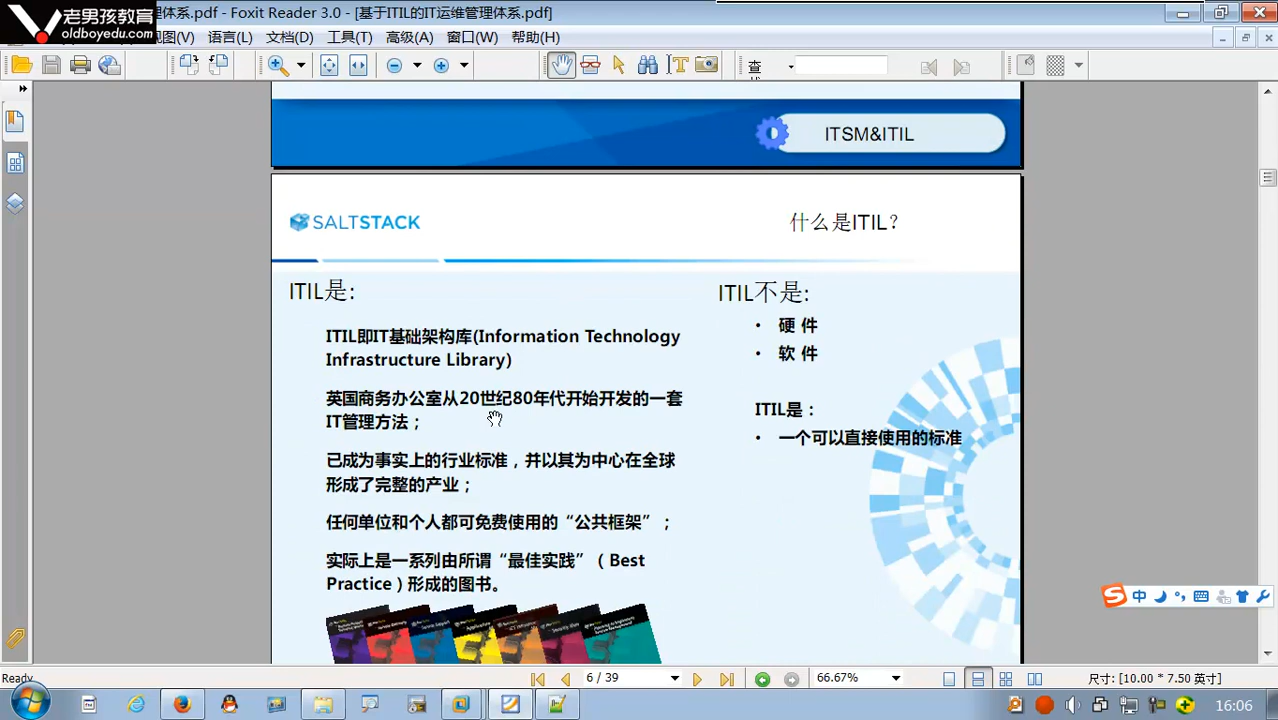 老男孩教育
oldboyedu.com
理体系.pdf - Foxit Reader 3.0 - [基于ITIL的IT运维管理体系.pdf]
视图(V) 语言(L) 文档(D) 工具(T) 高级(A) 窗口(W) 帮助(H)
查
ITSM&ITIL
SALTSTACK
什么是ITIL?
ITIL是:
ITIL不是:
ITIL即IT基础架构库(Information Technology
Infrastructure Library)
英国商务办公室从20世纪80年代开始开发的一套
IT管理方法；
已成为事实上的行业标准，并以其为中心在全球
形成了完整的产业；
任何单位和个人都可免费使用的“公共框架”；
实际上是一系列由所谓“最佳实践”（Best
Practice）形成的图书。
• 硬 件
• 软 件
ITIL是：
• 一个可以直接使用的标准
中
Ready
6 / 39
66.67%
尺寸: [10.00 * 7.50 英寸]
16:06